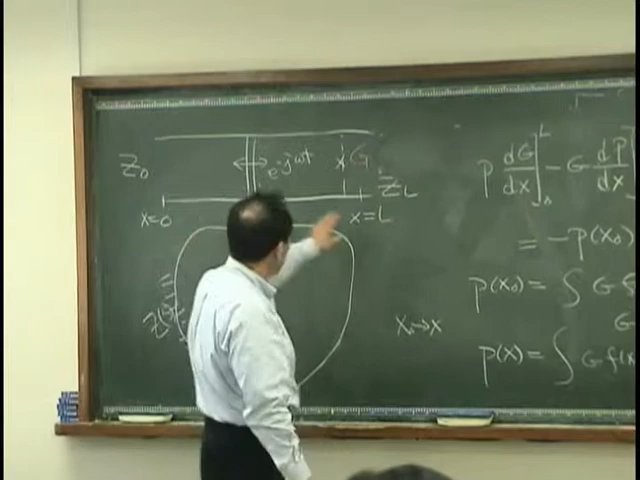 Z₀
e^jωt
G
Z_L
x=0
x=L
x₀→x
P dG/dx |₀^L - G dP/dx
= -P(x₀)
P(x₀) = ∫ G
G
P(x) = ∫ G f(x